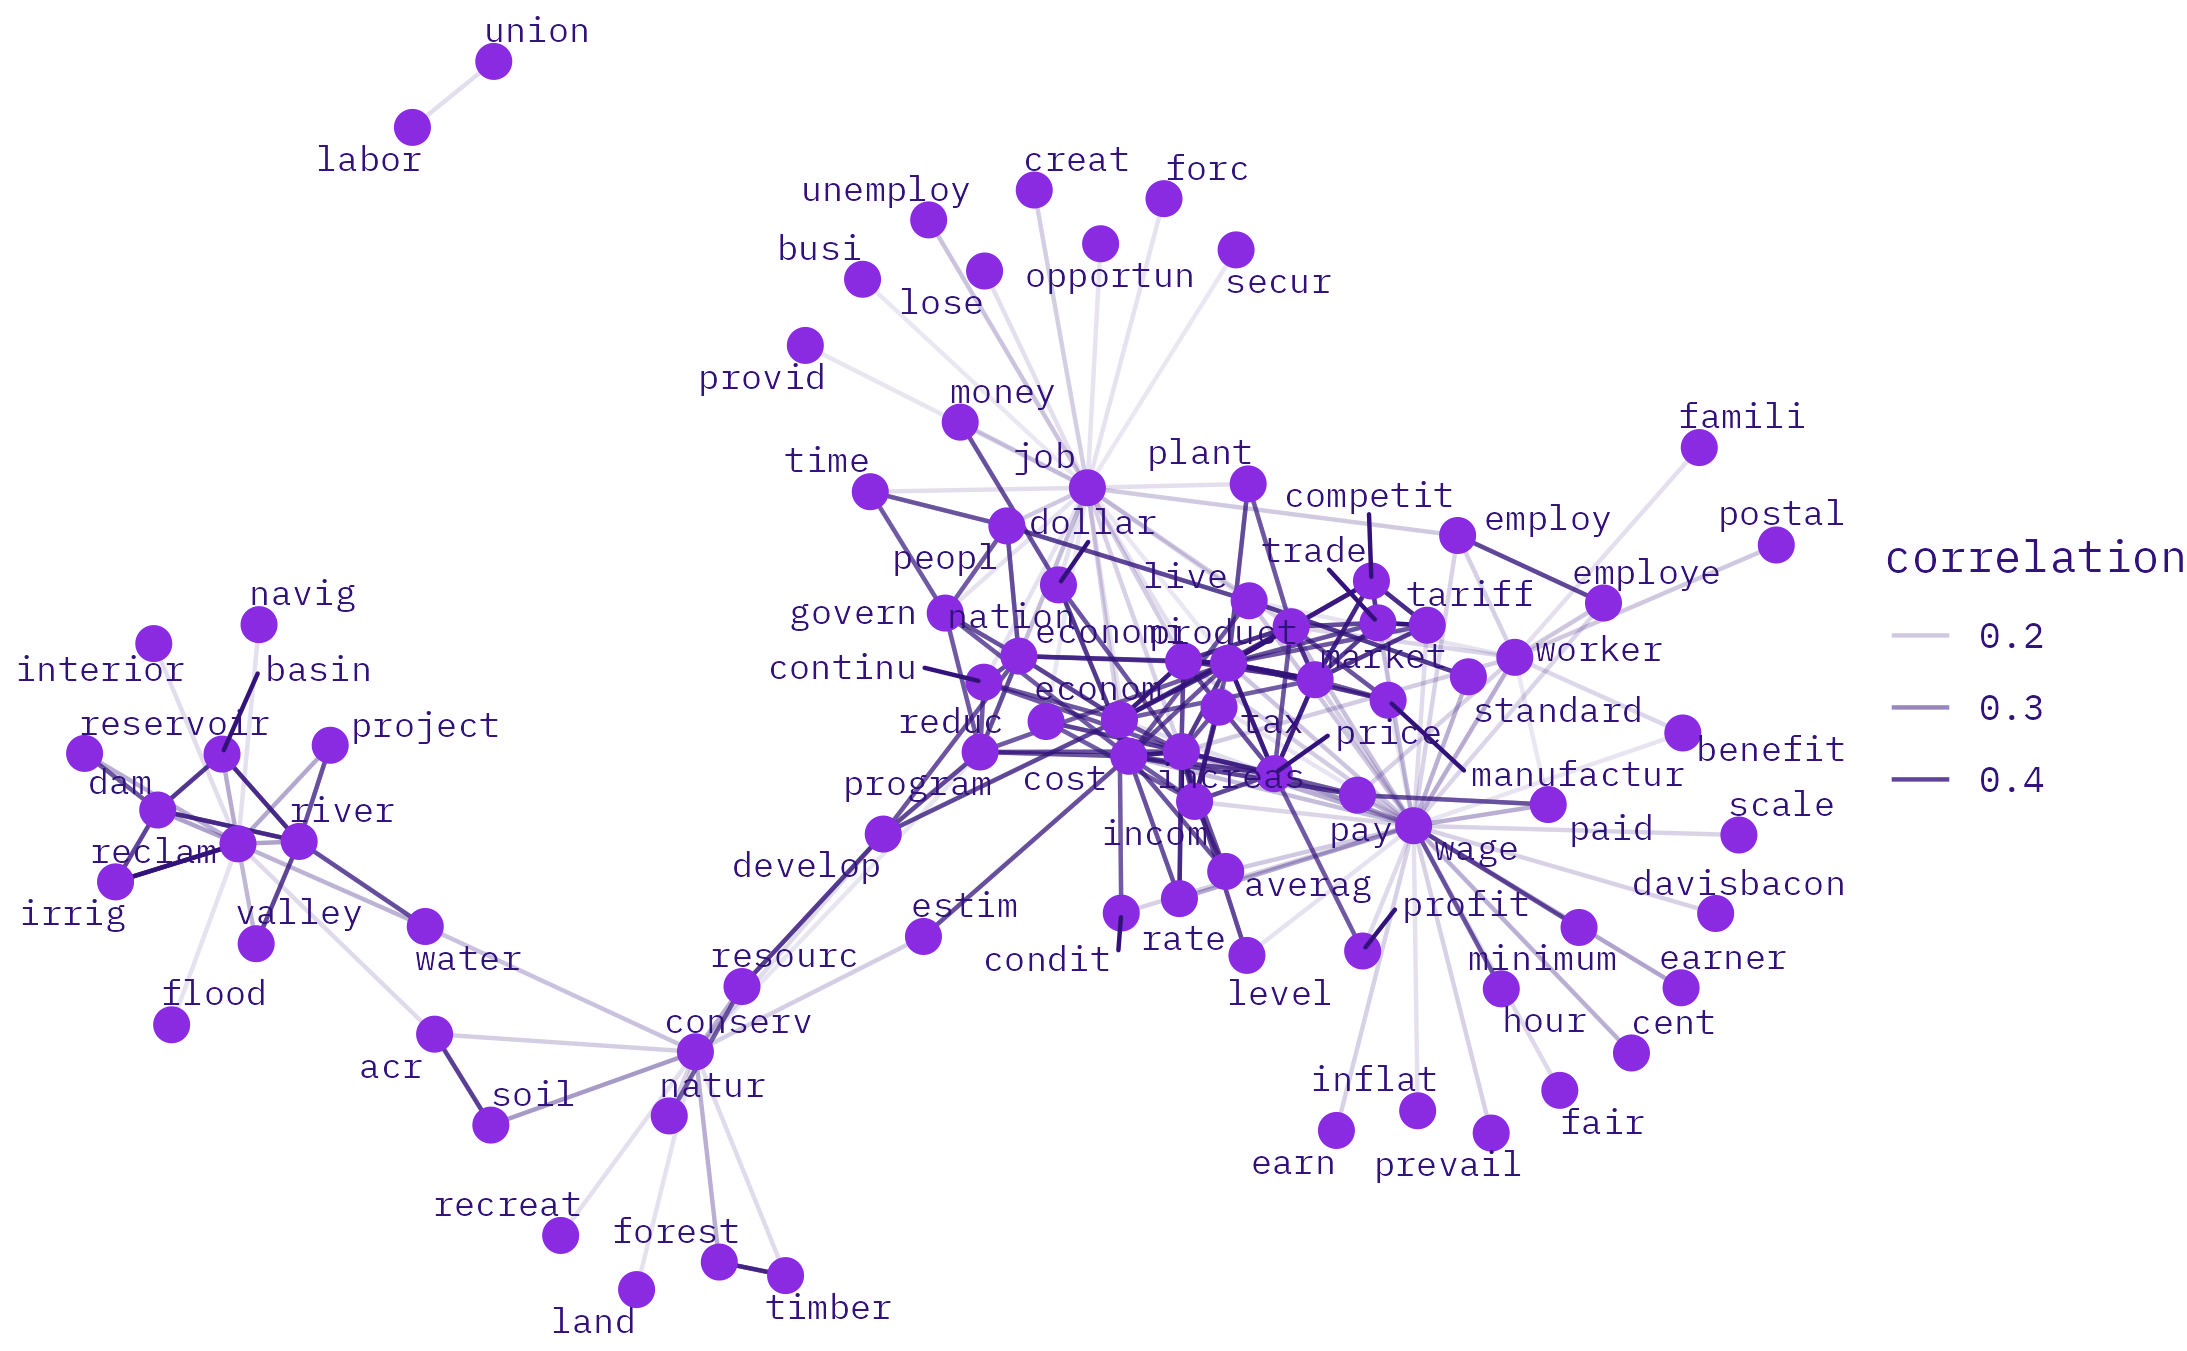 union
labor
creat
forc
unemploy
busi
opportun
secur
lose
provid
money
famili
job
plant
time
competit
postal
employ
dollar
trade
peopl
employe
live
navig
tariff
govern
nation
economi
product
worker
interior
basin
continu
market
econom
standard
reservoir
project
reduc
tax
price
benefit
dam
program
cost
increas
manufactur
river
scale
incom
pay
paid
reclam
wage
develop
averag
davisbacon
irrig
valley
estim
profit
rate
water
resourc
condit
minimum
earner
flood
level
conserv
hour
cent
acr
natur
inflat
soil
fair
earn
prevail
recreat
forest
land
timber
correlation
0.2
0.3
0.4